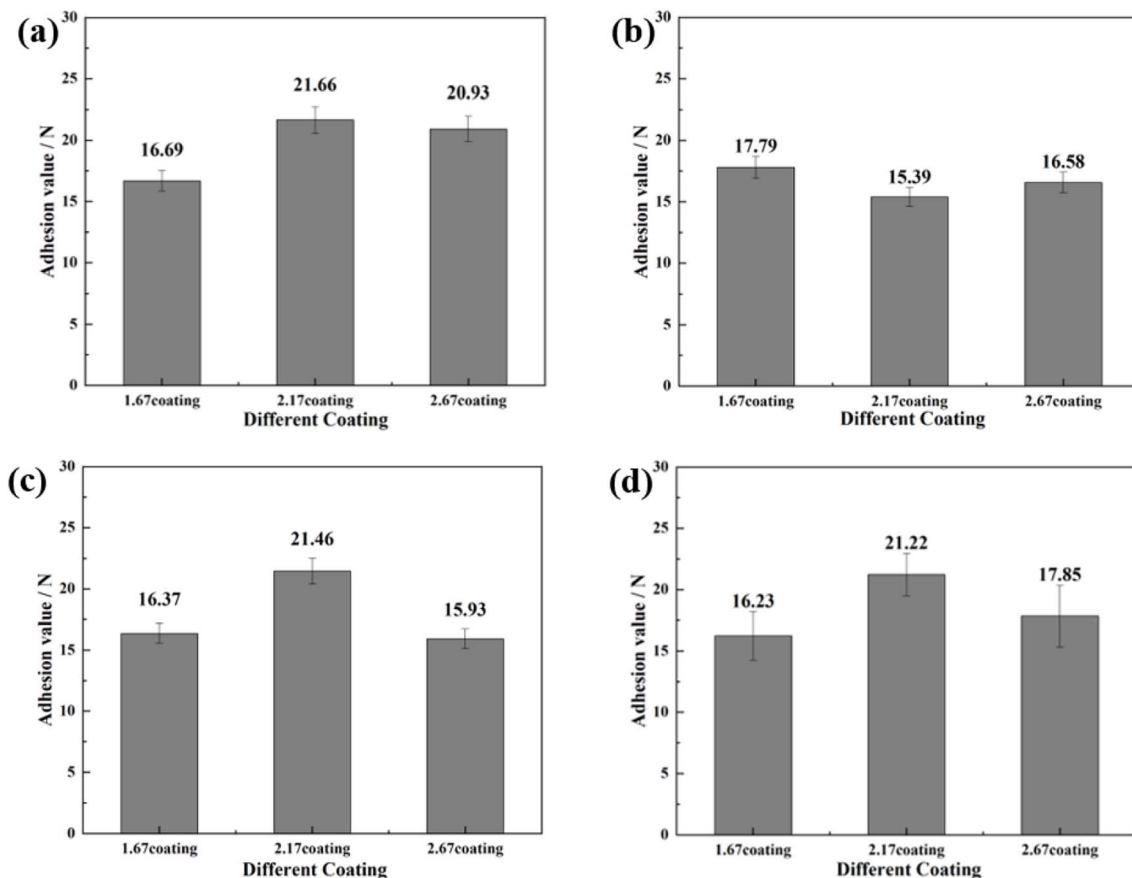 (a)
Adhesion value / N
30
25
20
15
10
5
0
16.69
21.66
20.93
1.67coating 2.17coating 2.67coating
Different Coating
(b)
Adhesion value / N
30
25
20
15
10
5
0
17.79
15.39
16.58
1.67coating 2.17coating 2.67coating
Different Coating
(c)
Adhesion value / N
30
25
20
15
10
5
0
16.37
21.46
15.93
1.67coating 2.17coating 2.67coating
Different Coating
(d)
Adhesion value / N
30
25
20
15
10
5
0
16.23
21.22
17.85
1.67coating 2.17coating 2.67coating
Different Coating